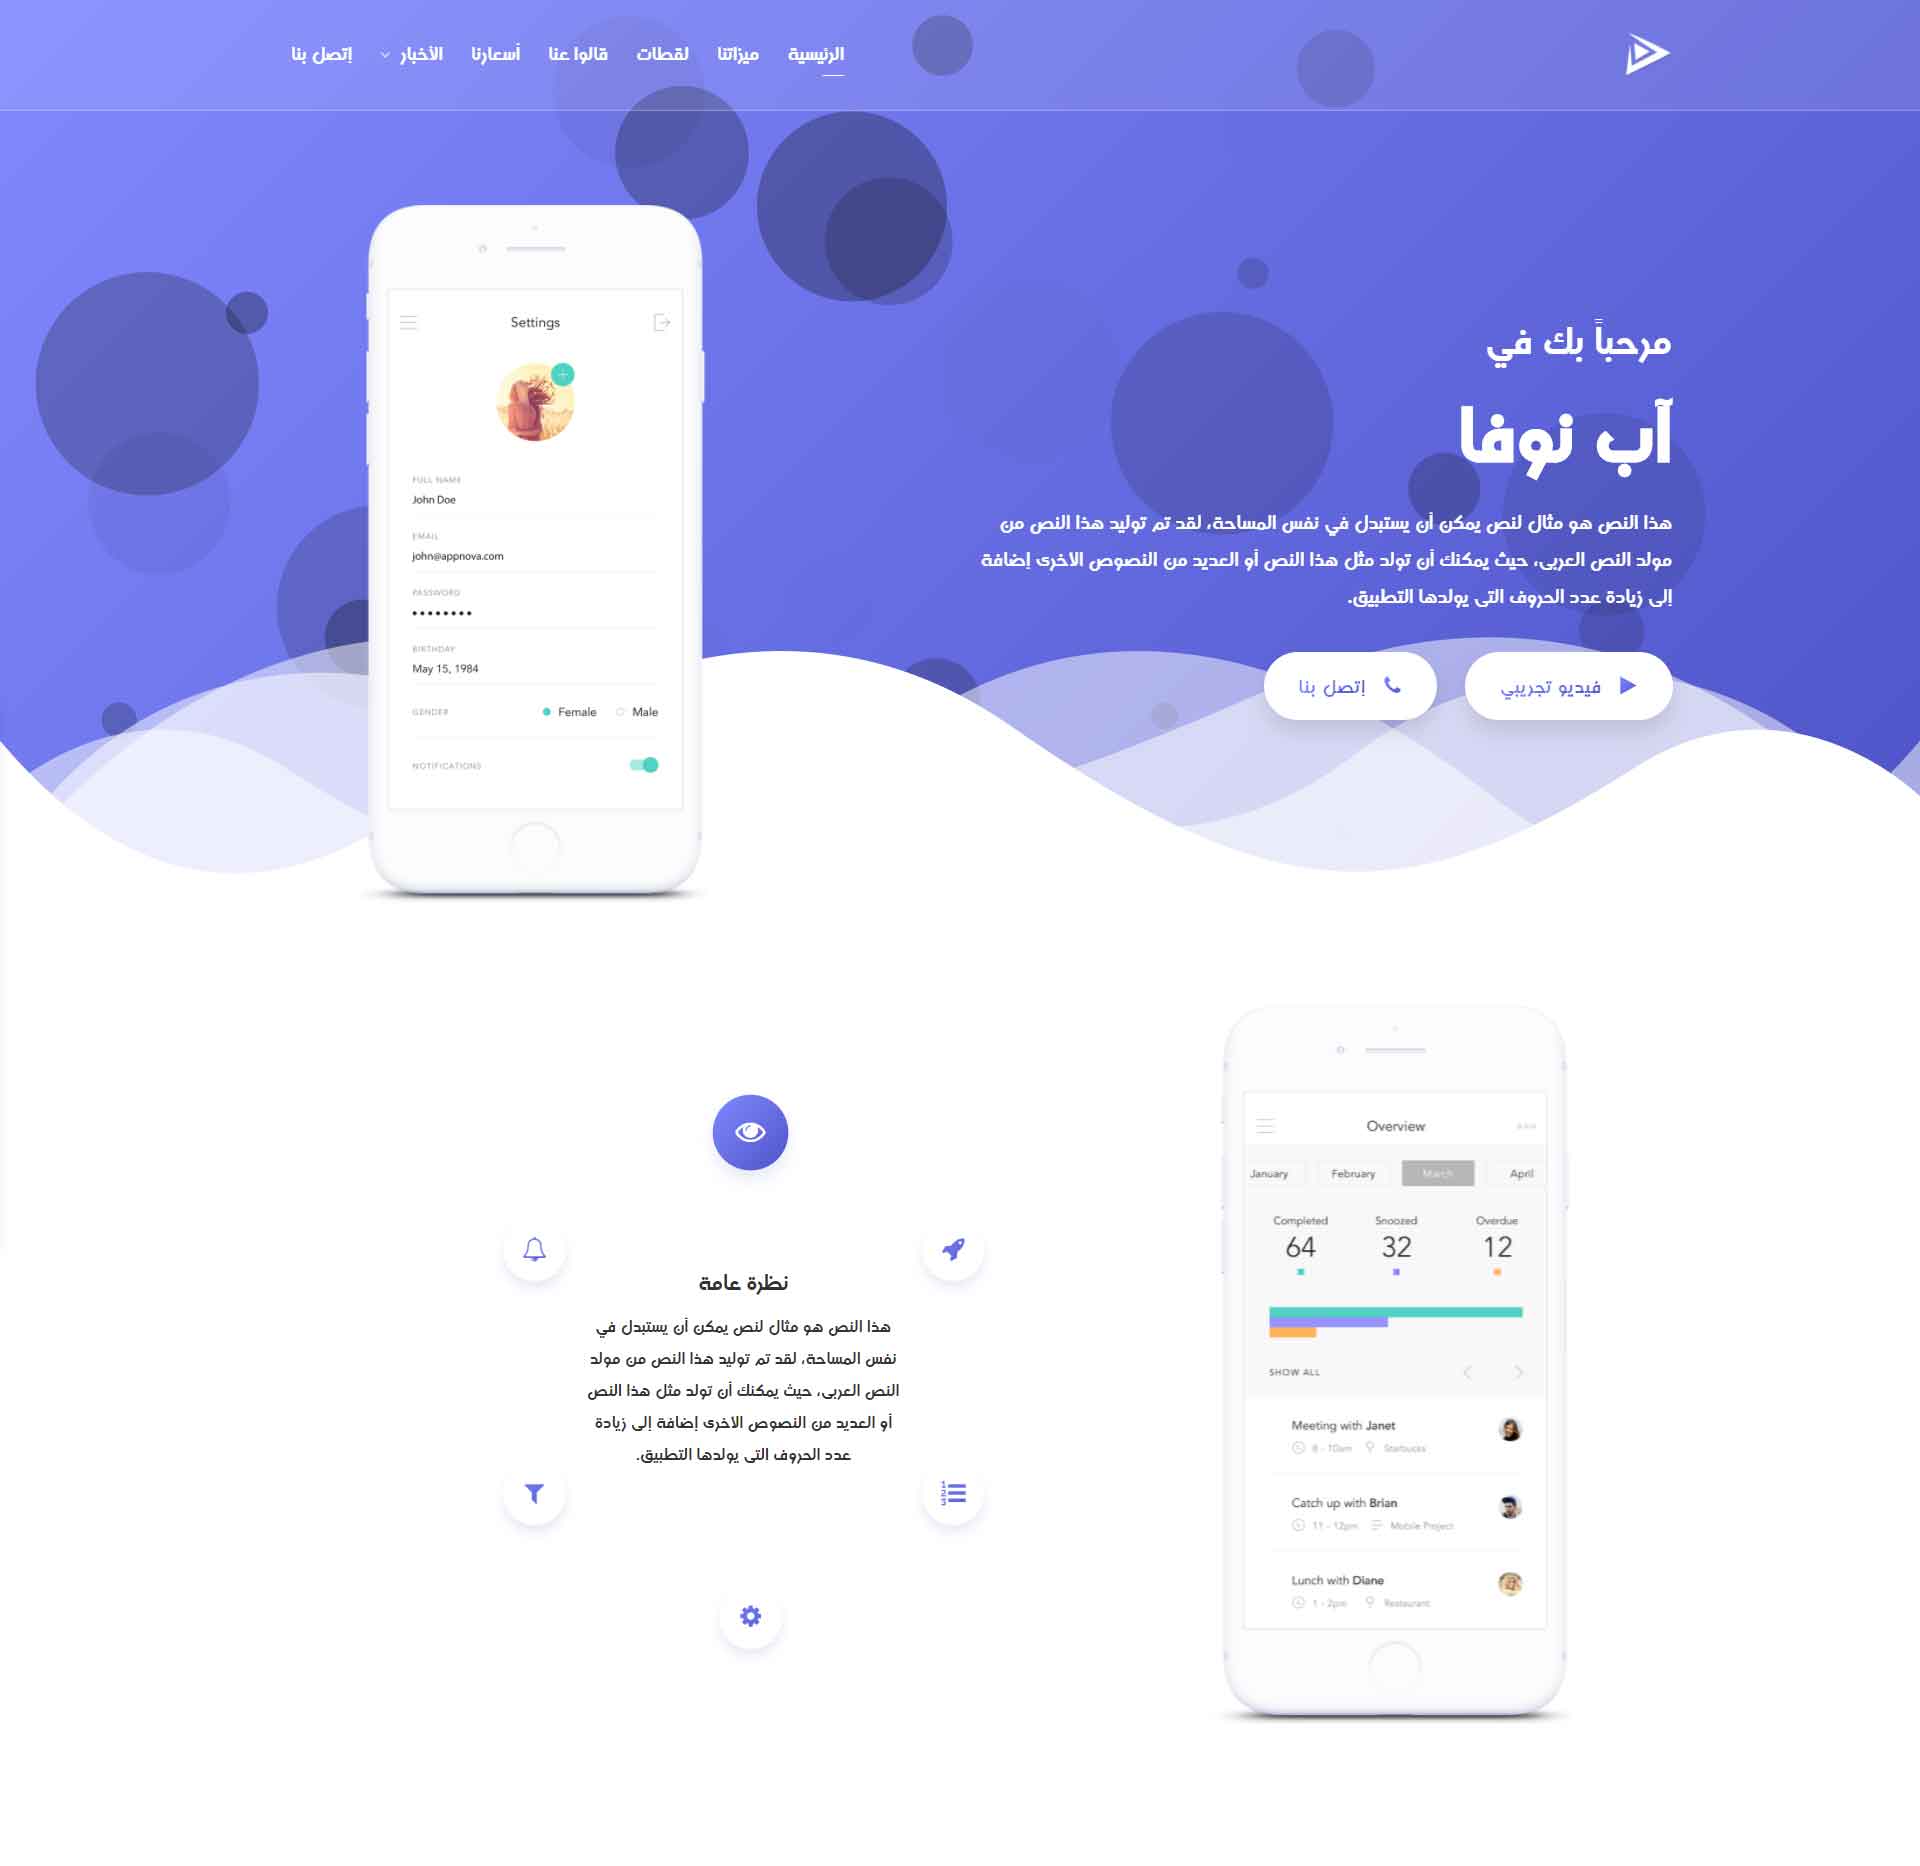 الرئيسية
ميزاتنا
لقطات
قالوا عنا
أسعارنا
الأخبار
إتصل بنا
مرحباً بك في
آب نوفا
هذا النص هو مثال لنص يمكن أن يستبدل في نفس المساحة، لقد تم توليد هذا النص من
مولد النص العربى، حيث يمكنك أن تولد مثل هذا النص أو العديد من النصوص الاخرى إضافة
إلى زيادة عدد الحروف التى يولدها التطبيق.
فيديو تجريبي
إتصل بنا
Settings
FULL NAME
John Doe
EMAIL
john@appnova.com
PASSWORD
BIRTHDAY
May 15, 1984
GENDER Female Male
NOTIFICATIONS
Overview
January February March April
Completed Snoozed Overdue
64 32 12
SHOW ALL
Meeting with Janet
8 - 10am Starbucks
Catch up with Brian
11 - 12pm Mobile Project
Lunch with Diane
1 - 2pm Restaurant
نظرة عامة
هذا النص هو مثال لنص يمكن أن يستبدل في
نفس المساحة، لقد تم توليد هذا النص من مولد
النص العربى، حيث يمكنك أن تولد مثل هذا النص
أو العديد من النصوص الاخرى إضافة إلى زيادة
عدد الحروف التى يولدها التطبيق.